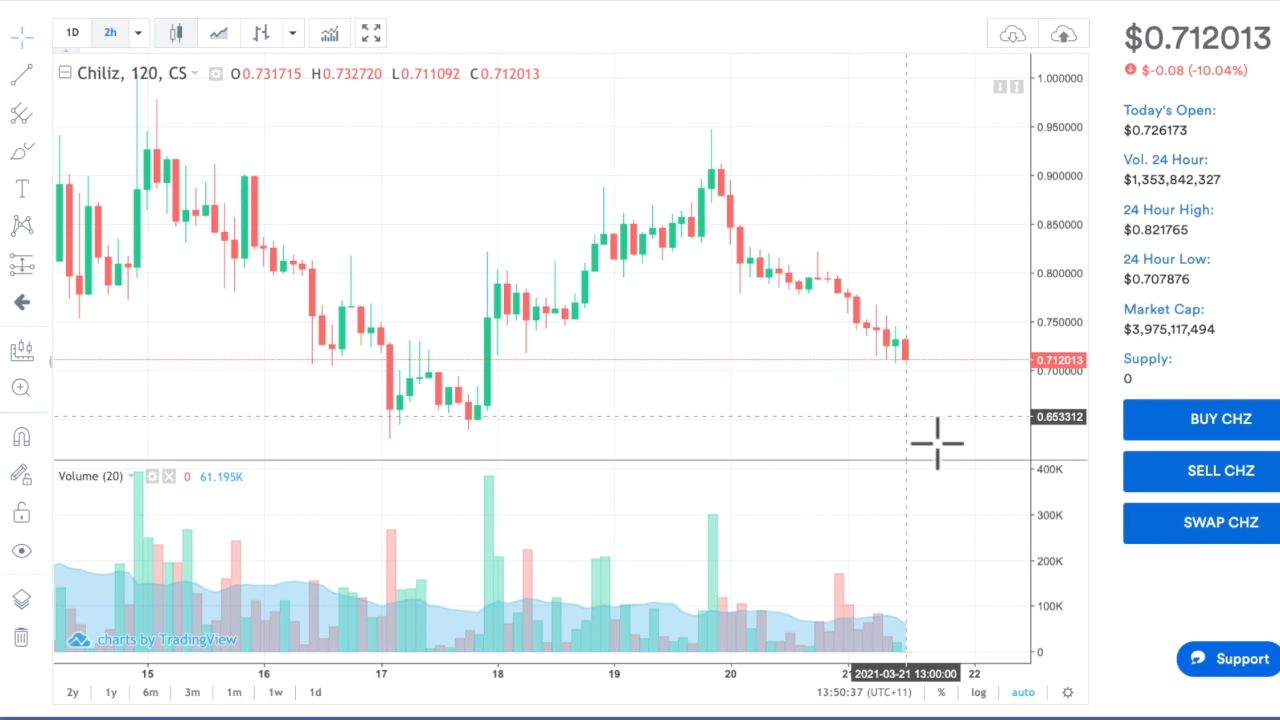 1D 2h
Chiliz, 120, CS O0.731715 H0.732720 L0.711092 C0.712013
1.000000
0.950000
0.900000
0.850000
0.800000
0.750000
0.712013
0.700000
0.653312
Volume (20) 0 61.195K
400K
300K
200K
100K
0
charts by TradingView
15 16 17 18 19 20 21 2021-03-21 13:00:00 22
2y 1y 6m 3m 1m 1w 1d 13:50:37 (UTC+11) % log auto
$0.712013
$-0.08 (-10.04%)
Today's Open:
$0.726173
Vol. 24 Hour:
$1,353,842,327
24 Hour High:
$0.821765
24 Hour Low:
$0.707876
Market Cap:
$3,975,117,494
Supply:
0
BUY CHZ
SELL CHZ
SWAP CHZ
Support